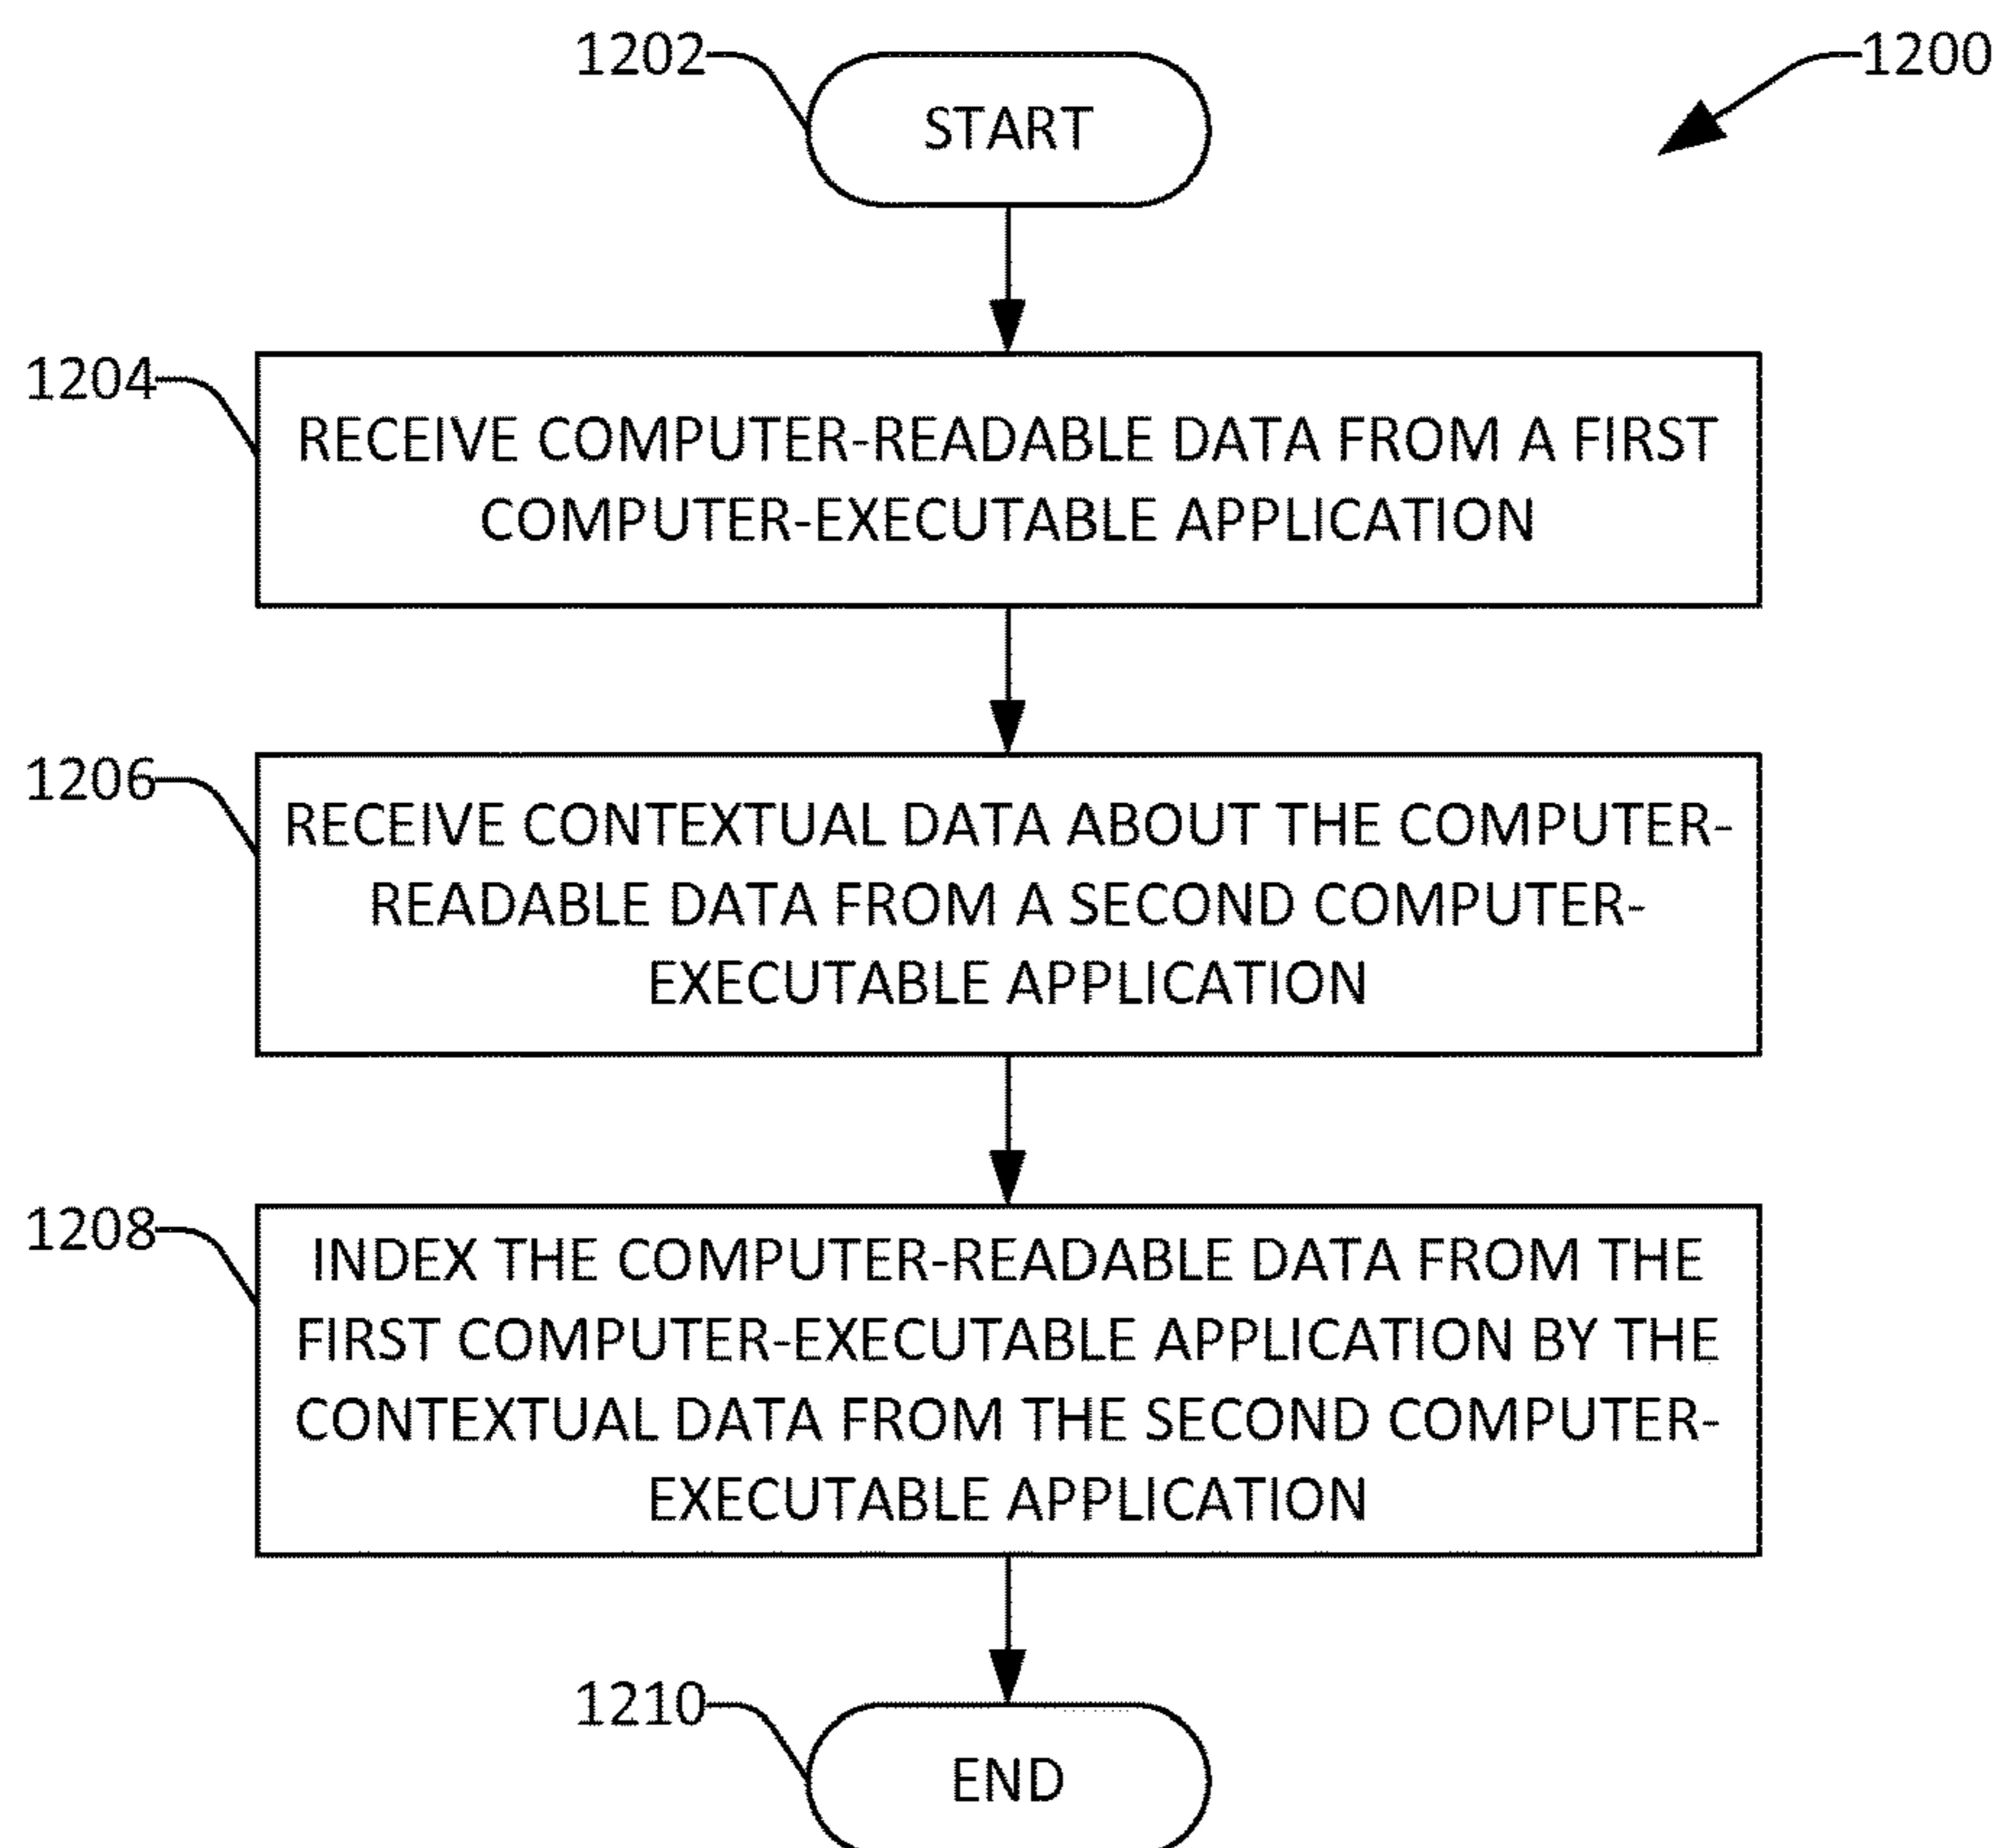 1202
START
1200
1204
RECEIVE COMPUTER-READABLE DATA FROM A FIRST
COMPUTER-EXECUTABLE APPLICATION
1206
RECEIVE CONTEXTUAL DATA ABOUT THE COMPUTER-
READABLE DATA FROM A SECOND COMPUTER-
EXECUTABLE APPLICATION
1208
INDEX THE COMPUTER-READABLE DATA FROM THE
FIRST COMPUTER-EXECUTABLE APPLICATION BY THE
CONTEXTUAL DATA FROM THE SECOND COMPUTER-
EXECUTABLE APPLICATION
1210
END